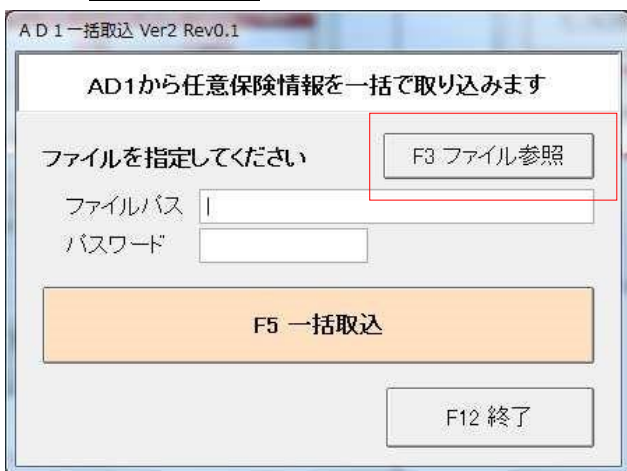 AD1一括取込 Ver2 Rev0.1
AD1から任意保険情報を一括で取り込みます
ファイルを指定してください
F3 ファイル参照
ファイルパス
パスワード
F5 一括取込
F12 終了